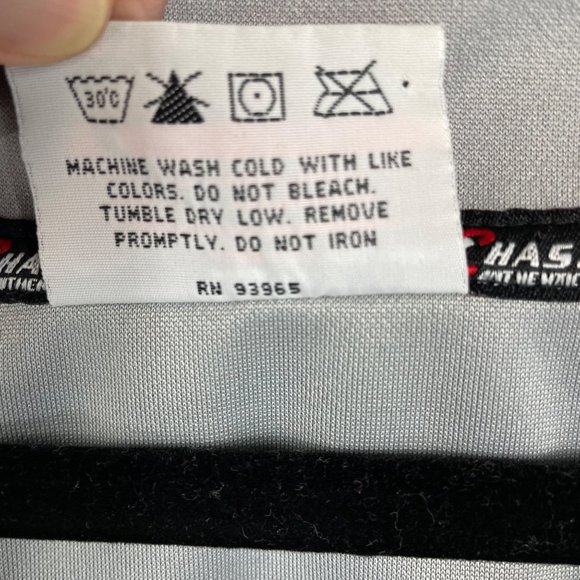 30°C
MACHINE WASH COLD WITH LIKE
COLORS. DO NOT BLEACH.
TUMBLE DRY LOW. REMOVE
PROMPTLY. DO NOT IRON
RN 93965
CHAS